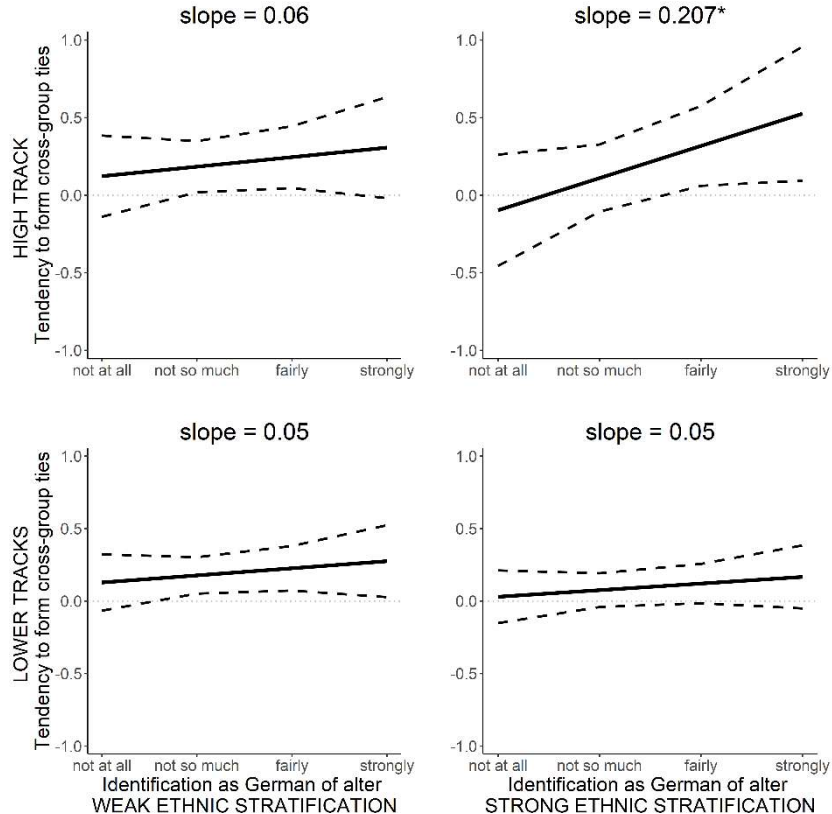 slope = 0.06
slope = 0.207*
HIGH TRACK
Tendency to form cross-group ties
1.0
0.5
0.0
-0.5
-1.0
not at all not so much fairly strongly
1.0
0.5
0.0
-0.5
-1.0
not at all not so much fairly strongly
slope = 0.05
slope = 0.05
LOWER TRACKS
Tendency to form cross-group ties
1.0
0.5
0.0
-0.5
-1.0
not at all not so much fairly strongly
Identification as German of alter
WEAK ETHNIC STRATIFICATION
1.0
0.5
0.0
-0.5
-1.0
not at all not so much fairly strongly
Identification as German of alter
STRONG ETHNIC STRATIFICATION